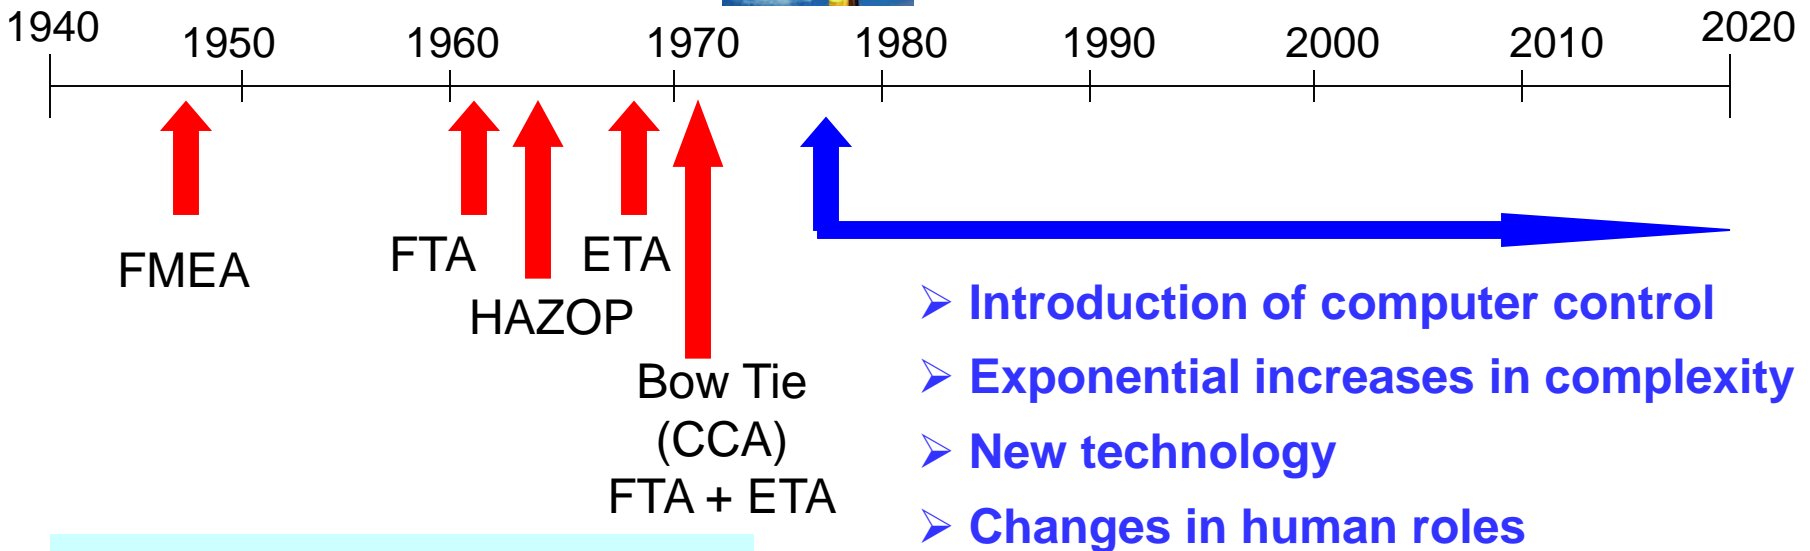 1940 1950 1960 1970 1980 1990 2000 2010 2020
FMEA
FTA
ETA
HAZOP
Bow Tie
(CCA)
FTA + ETA
➢ Introduction of computer control
➢ Exponential increases in complexity
➢ New technology
➢ Changes in human roles